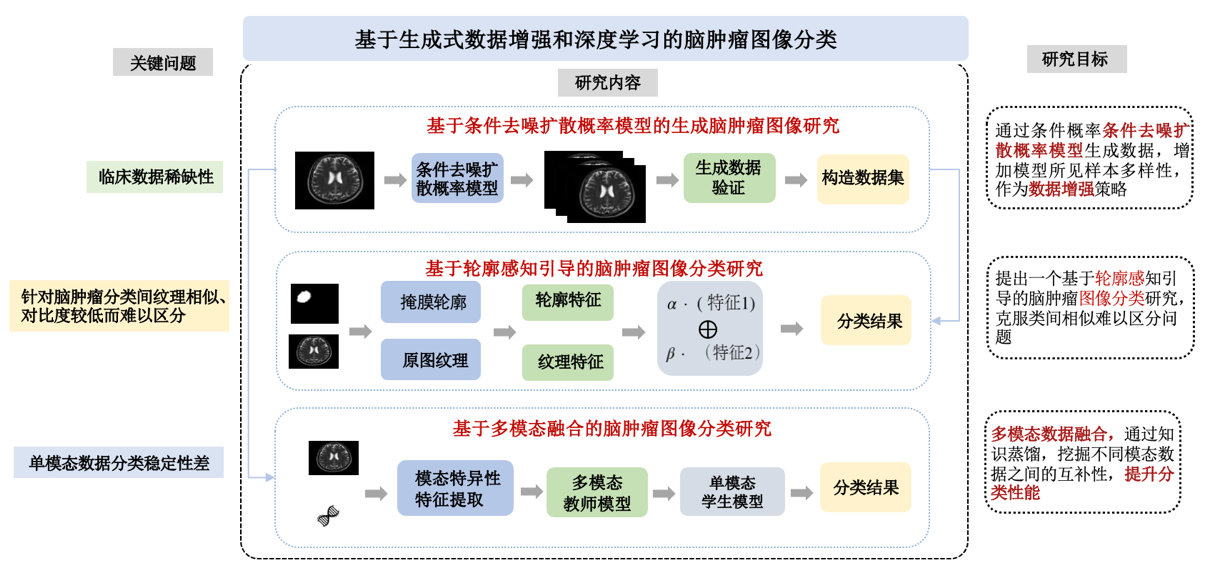 基于生成式数据增强和深度学习的脑肿瘤图像分类
关键问题
研究内容
研究目标
临床数据稀缺性
基于条件去噪扩散概率模型的生成脑肿瘤图像研究
条件去噪扩
散概率模型
生成数据
验证
构造数据集
通过条件概率条件去噪扩
散概率模型生成数据，增
加模型所见样本多样性，
作为数据增强策略
针对脑肿瘤分类间纹理相似、
对比度较低而难以区分
基于轮廓感知引导的脑肿瘤图像分类研究
掩膜轮廓
原图纹理
轮廓特征
纹理特征
α · （特征1）
⊕
β · （特征2）
分类结果
提出一个基于轮廓感知引
导的脑肿瘤图像分类研究，
克服类间相似难以区分问
题
单模态数据分类稳定性差
基于多模态融合的脑肿瘤图像分类研究
模态特异性
特征提取
多模态
教师模型
单模态
学生模型
分类结果
多模态数据融合，通过知
识蒸馏，挖掘不同模态数
据之间的互补性，提升分
类性能